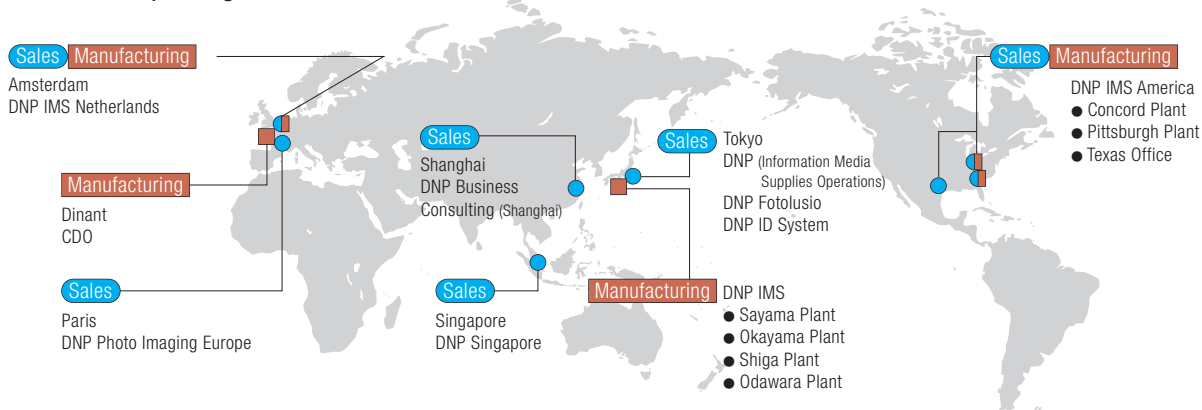 Sales Manufacturing
Amsterdam
DNP IMS Netherlands
Manufacturing
Dinant
CDO
Sales
Paris
DNP Photo Imaging Europe
Sales
Shanghai
DNP Business
Consulting (Shanghai)
Sales
Singapore
DNP Singapore
Sales
Tokyo
DNP (Information Media
Supplies Operations)
DNP Fotolusio
DNP ID System
Manufacturing
DNP IMS
● Sayama Plant
● Okayama Plant
● Shiga Plant
● Odawara Plant
Sales Manufacturing
DNP IMS America
● Concord Plant
● Pittsburgh Plant
● Texas Office